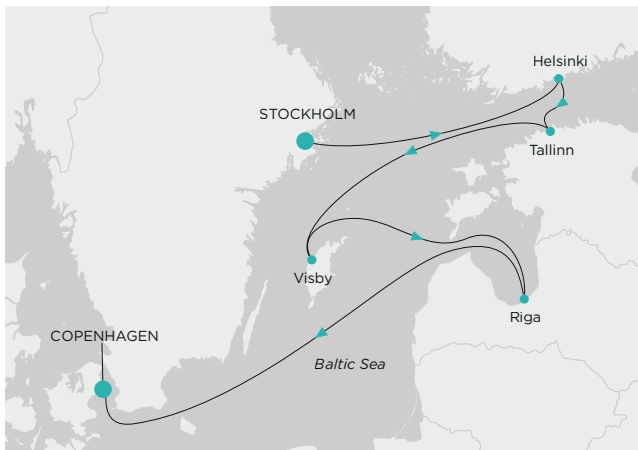 Helsinki
STOCKHOLM
Tallinn
Visby
Riga
COPENHAGEN
Baltic Sea